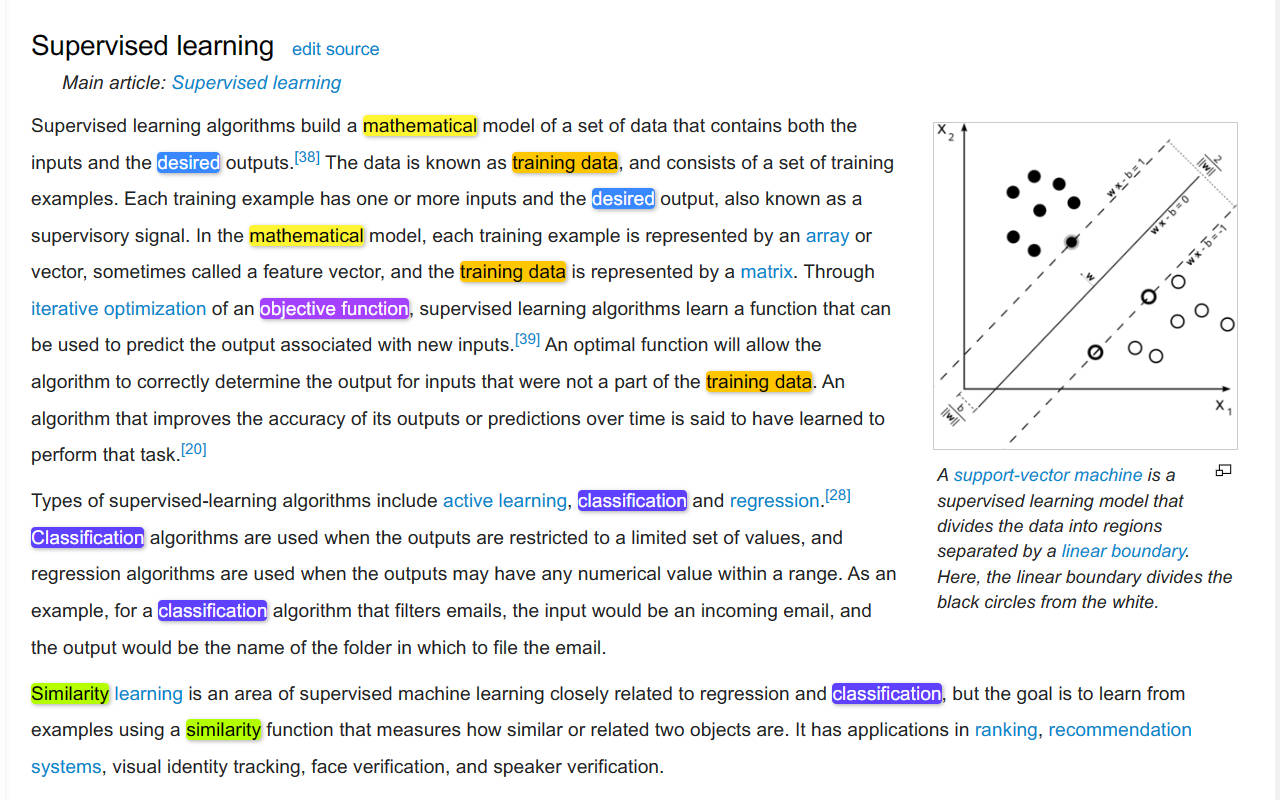 Supervised learning edit source
Main article: Supervised learning
Supervised learning algorithms build a mathematical model of a set of data that contains both the
inputs and the desired outputs.[38] The data is known as training data, and consists of a set of training
examples. Each training example has one or more inputs and the desired output, also known as a
supervisory signal. In the mathematical model, each training example is represented by an array or
vector, sometimes called a feature vector, and the training data is represented by a matrix. Through
iterative optimization of an objective function, supervised learning algorithms learn a function that can
be used to predict the output associated with new inputs.[39] An optimal function will allow the
algorithm to correctly determine the output for inputs that were not a part of the training data. An
algorithm that improves the accuracy of its outputs or predictions over time is said to have learned to
perform that task.[20]
Types of supervised-learning algorithms include active learning, classification and regression.[28]
Classification algorithms are used when the outputs are restricted to a limited set of values, and
regression algorithms are used when the outputs may have any numerical value within a range. As an
example, for a classification algorithm that filters emails, the input would be an incoming email, and
the output would be the name of the folder in which to file the email.
Similarity learning is an area of supervised machine learning closely related to regression and classification, but the goal is to learn from
examples using a similarity function that measures how similar or related two objects are. It has applications in ranking, recommendation
systems, visual identity tracking, face verification, and speaker verification.
X2
w x - b = 1
2
||w||
w x - b = 0
w x - b = -1
w
b
||w||
X1
A support-vector machine is a
supervised learning model that
divides the data into regions
separated by a linear boundary.
Here, the linear boundary divides the
black circles from the white.